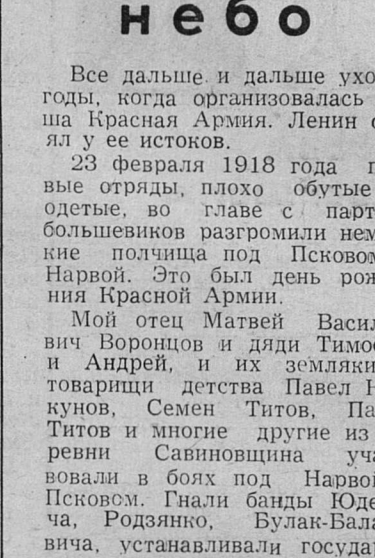 небо
Все дальше и дальше ухо
годы, когда организовалась
ша Красная Армия. Ленин с
ял у ее истоков.
23 февраля 1918 года п
вые отряды, плохо обутые
одетые, во главе с парт
большевиков разгромили нем
кие полчища под Псковом
Нарвой. Это был день рож
ния Красной Армии.
Мой отец Матвей Васил
вич Воронцов и дяди Тимо
и Андрей, и их земляки
товарищи детства Павел Н
кунов, Семен Титов, Па
Титов и многие другие из
ревни Савиновщина уча
вовали в боях под Нарвой
Псковом. Гнали банды Юде
ча, Родзянко, Булак-Бала
вича, устанавливали госуда